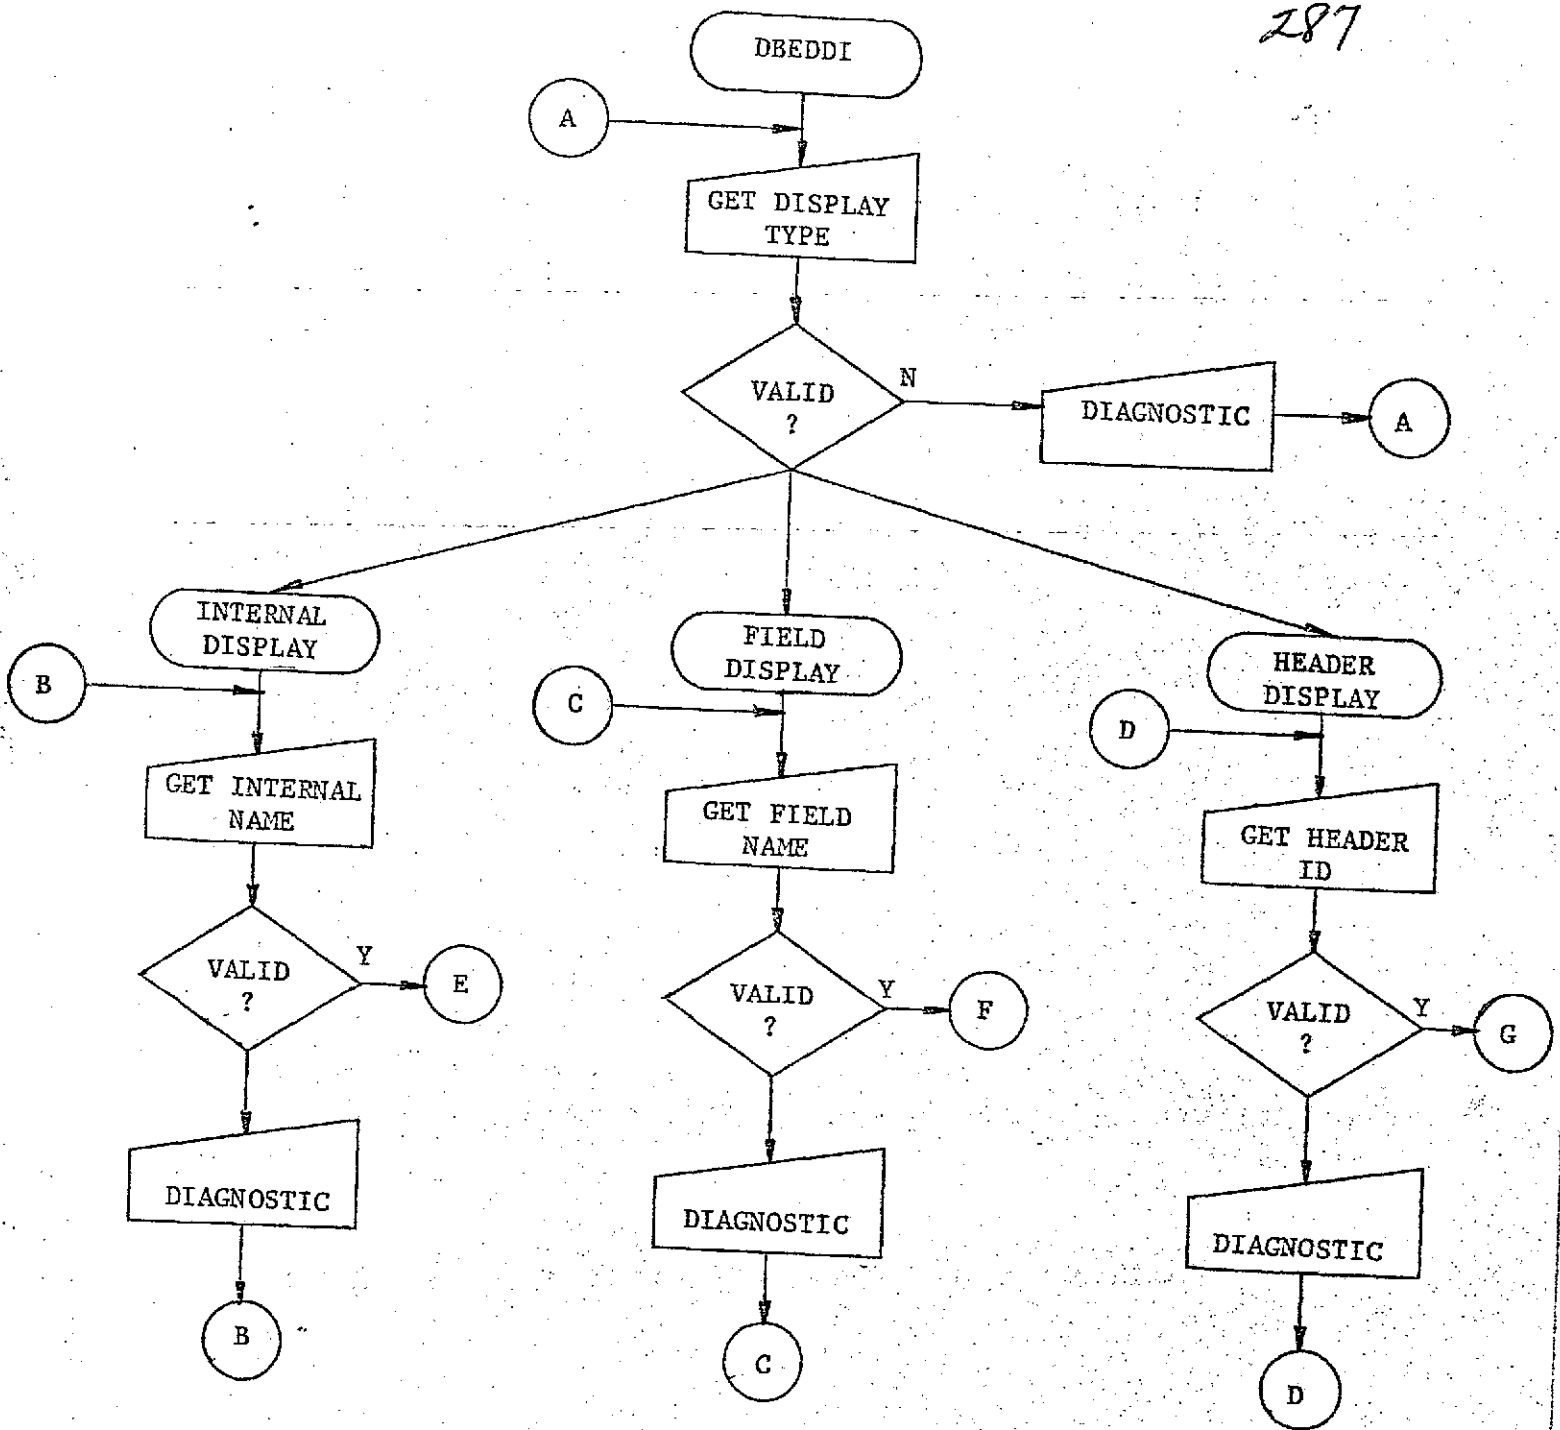 287
DBEDDI
A
GET DISPLAY
TYPE
VALID
?
N
DIAGNOSTIC
A
INTERNAL
DISPLAY
B
GET INTERNAL
NAME
VALID
?
Y
E
DIAGNOSTIC
B
FIELD
DISPLAY
C
GET FIELD
NAME
VALID
?
Y
F
DIAGNOSTIC
C
HEADER
DISPLAY
D
GET HEADER
ID
VALID
?
Y
G
DIAGNOSTIC
D